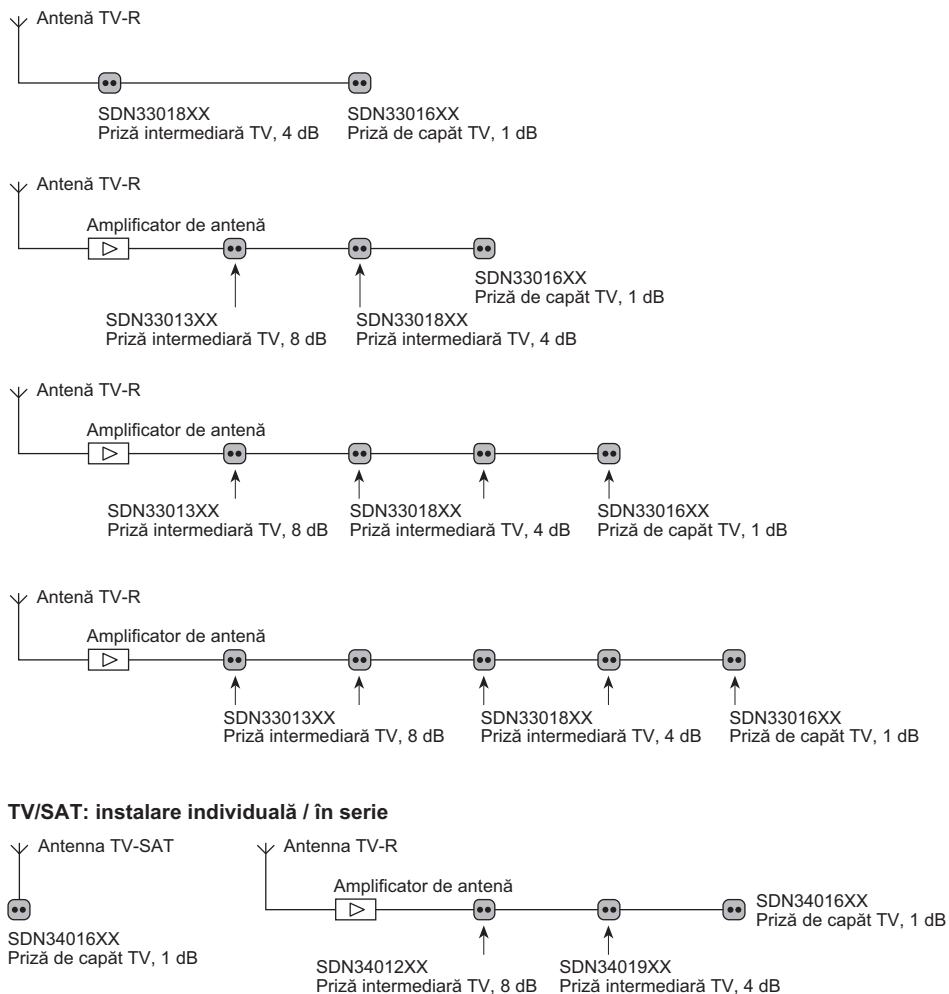 Antenă TV-R
SDN33018XX
Priză intermediară TV, 4 dB
SDN33016XX
Priză de capăt TV, 1 dB
Antenă TV-R
Amplificator de antenă
SDN33016XX
Priză de capăt TV, 1 dB
SDN33013XX
Priză intermediară TV, 8 dB
SDN33018XX
Priză intermediară TV, 4 dB
Antenă TV-R
Amplificator de antenă
SDN33013XX
Priză intermediară TV, 8 dB
SDN33018XX
Priză intermediară TV, 4 dB
SDN33016XX
Priză de capăt TV, 1 dB
Antenă TV-R
Amplificator de antenă
SDN33013XX
Priză intermediară TV, 8 dB
SDN33018XX
Priză intermediară TV, 4 dB
SDN33016XX
Priză de capăt TV, 1 dB
TV/SAT: instalare individuală / în serie
Antenna TV-SAT
SDN34016XX
Priză de capăt TV, 1 dB
Antenna TV-R
Amplificator de antenă
SDN34016XX
Priză de capăt TV, 1 dB
SDN34012XX
Priză intermediară TV, 8 dB
SDN34019XX
Priză intermediară TV, 4 dB